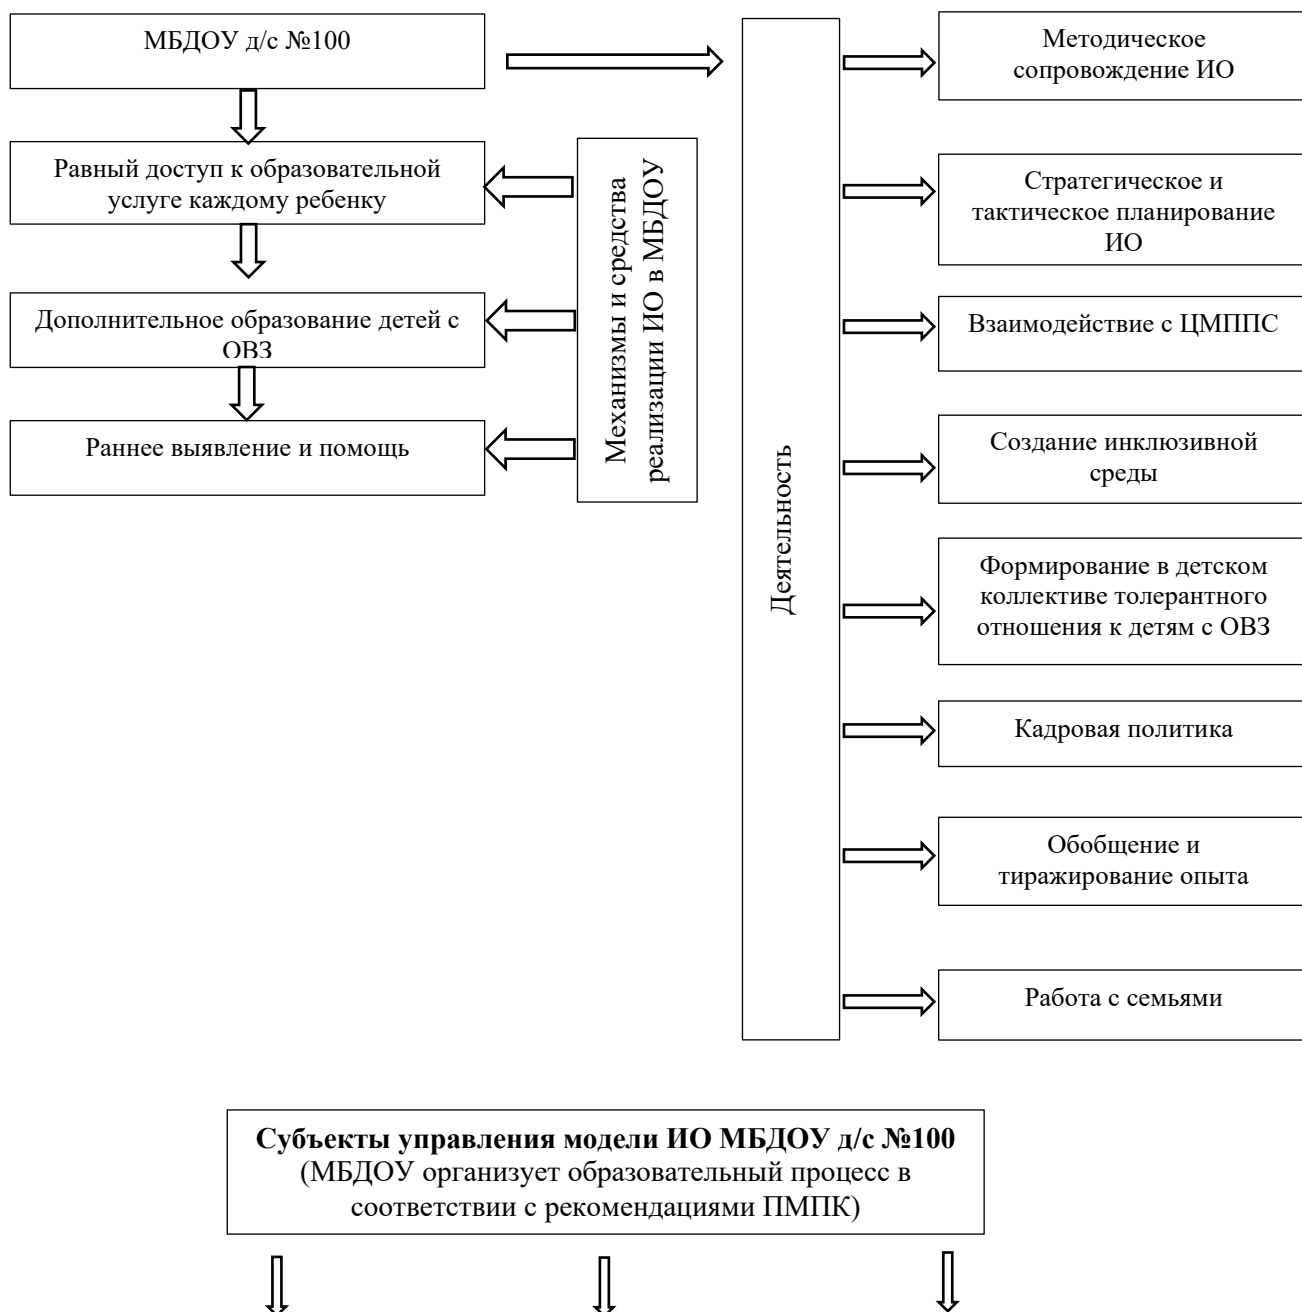 МБДОУ д/с №100
Равный доступ к образовательной
услуге каждому ребенку
Дополнительное образование детей с
ОВЗ
Раннее выявление и помощь
Механизмы и средства
реализации ИО в МБДОУ
Деятельность
Методическое
сопровождение ИО
Стратегическое и
тактическое планирование
ИО
Взаимодействие с ЦМППС
Создание инклюзивной
среды
Формирование в детском
коллективе толерантного
отношения к детям с ОВЗ
Кадровая политика
Обобщение и
тиражирование опыта
Работа с семьями
Субъекты управления модели ИО МБДОУ д/с №100
(МБДОУ организует образовательный процесс в
соответствии с рекомендациями ПМПК)